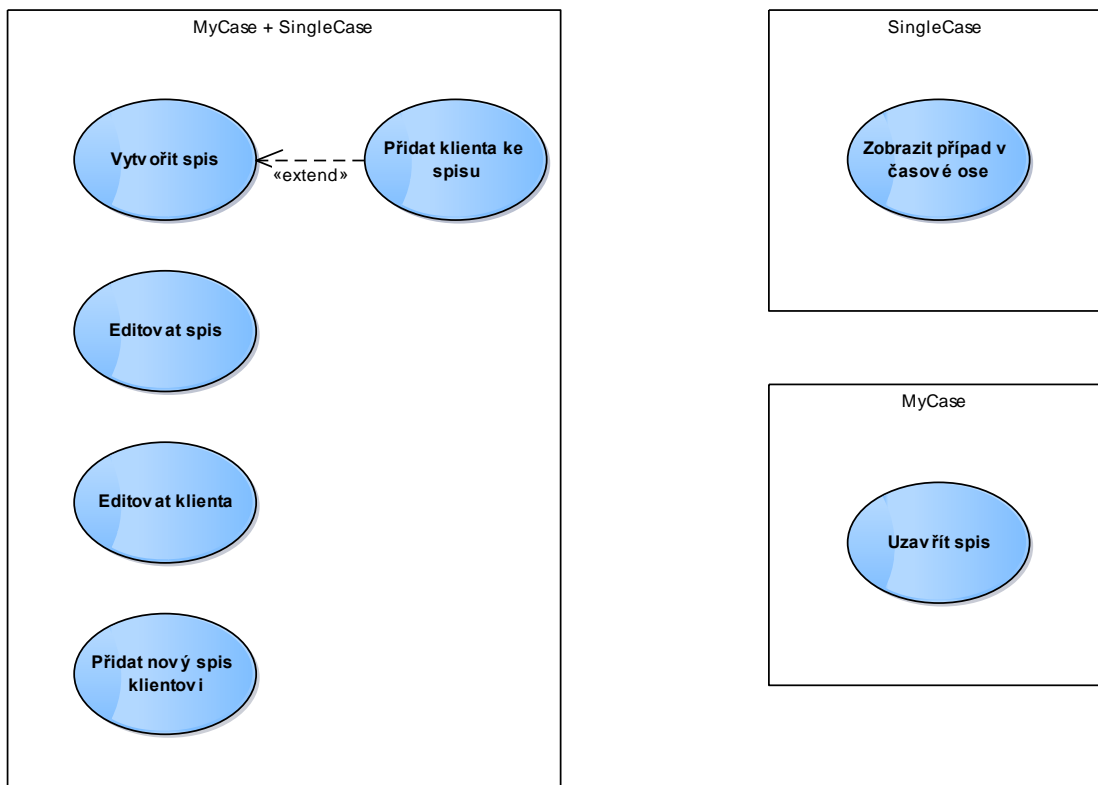 MyCase + SingleCase
Vytvořit spis
«extend»
Přidat klienta ke
spisu
Editovat spis
Editovat klienta
Přidat nový spis
klientovi
SingleCase
Zobrazit případ v
časové ose
MyCase
Uzavřít spis